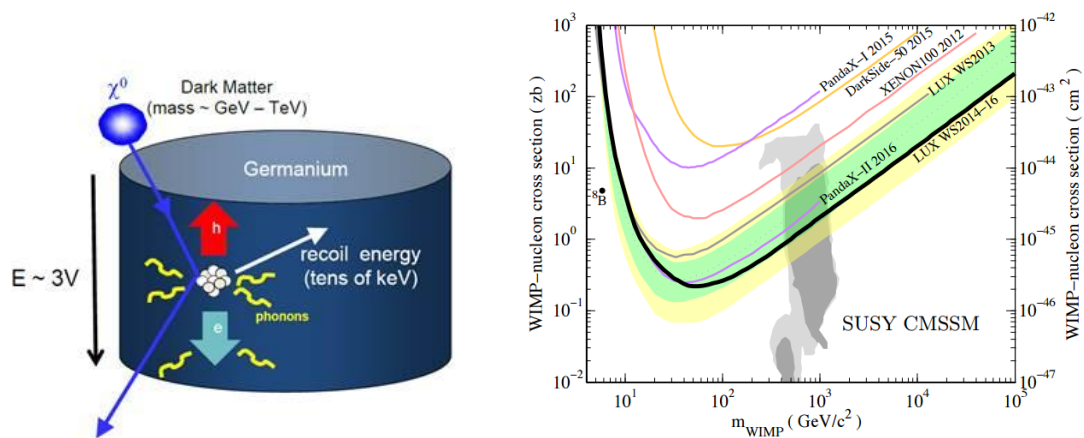 χ⁰
Dark Matter
(mass ~ GeV – TeV)
Germanium
h
recoil energy
(tens of keV)
E ~ 3V
phonons
e
WIMP−nucleon cross section ( zb)
10³
10²
10¹
10⁰
10⁻¹
10⁻²
PandaX−I 2015
DarkSide−50 2015
XENON100 2012
LUX WS2013
PandaX−II 2016
LUX WS2014−16
⁸B
SUSY CMSSM
10¹
10²
10³
10⁴
10⁵
m_WIMP ( GeV/c²)
10⁻⁴²
10⁻⁴³
10⁻⁴⁴
10⁻⁴⁵
10⁻⁴⁶
10⁻⁴⁷
WIMP−nucleon cross section ( cm²)